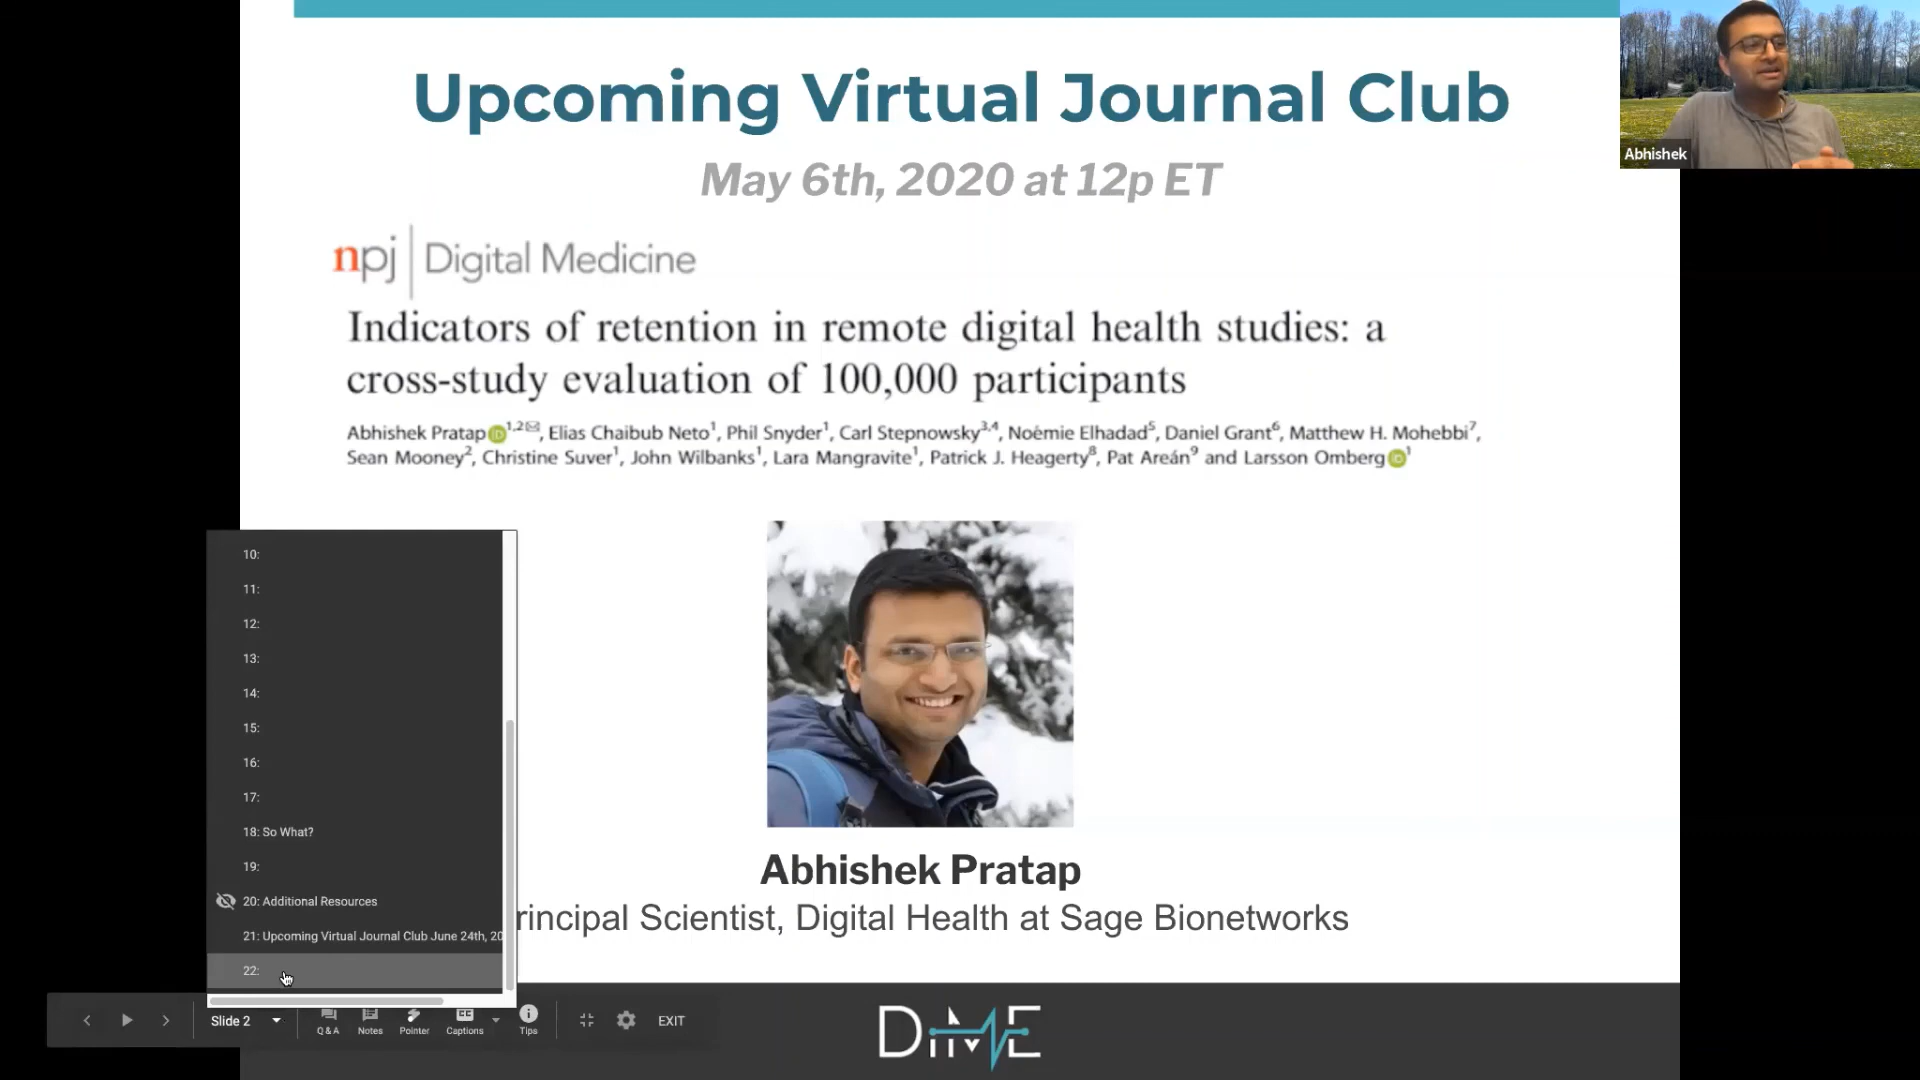 Upcoming Virtual Journal Club
May 6th, 2020 at 12p ET
Abhishek
npj Digital Medicine
Indicators of retention in remote digital health studies: a
cross-study evaluation of 100,000 participants
Abhishek Pratap1,2✉, Elias Chaibub Neto1, Phil Snyder1, Carl Stepnowsky3,4, Noémie Elhadad5, Daniel Grant6, Matthew H. Mohebbi7,
Sean Mooney2, Christine Suver1, John Wilbanks1, Lara Mangravite1, Patrick J. Heagerty8, Pat Areán9 and Larsson Omberg1
10:
11:
12:
13:
14:
15:
16:
17:
18: So What?
19:
20: Additional Resources
21: Upcoming Virtual Journal Club June 24th, 20
22:
Abhishek Pratap
rincipal Scientist, Digital Health at Sage Bionetworks
Slide 2
Q&A
Notes
Pointer
Captions
Tips
EXIT
DiME